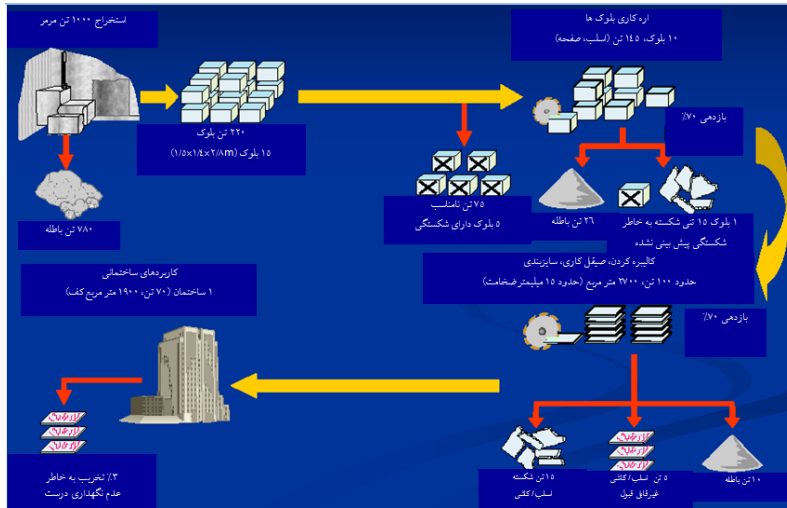 استخراج ۱۰۰۰ تن مرمر
اره کاری بلوک ها
۱۰ بلوک، ۱۴۵ تن (اسلب، صفحه)
۲۲۰ تن بلوک
۱۵ بلوک (۱/۵×۱/۴×۲/۸m)
بازدهی ۷۰٪
۷۸۰ تن باطله
۷۵ تن نامناسب
۵ بلوک دارای شکستگی
۲۶ تن باطله
۱ بلوک ۱۵ تنی شکسته به خاطر
شکستگی پیش بینی نشده
کالیبره کردن، صیقل کاری، سایزبندی
حدود ۱۰۰ تن، ۲۷۰۰ متر مربع (حدود ۱۵ میلیمتر ضخامت)
کاربردهای ساختمانی
۱ ساختمان (۷۰ تن، ۱۹۰۰ متر مربع کف)
بازدهی ۷۰٪
۳٪ تخریب به خاطر
عدم نگهداری درست
۱۵ تن شکسته
اسلب/کاشی
۵ تن اسلب/کاشی
غیرقابل قبول
۱۰ تن باطله